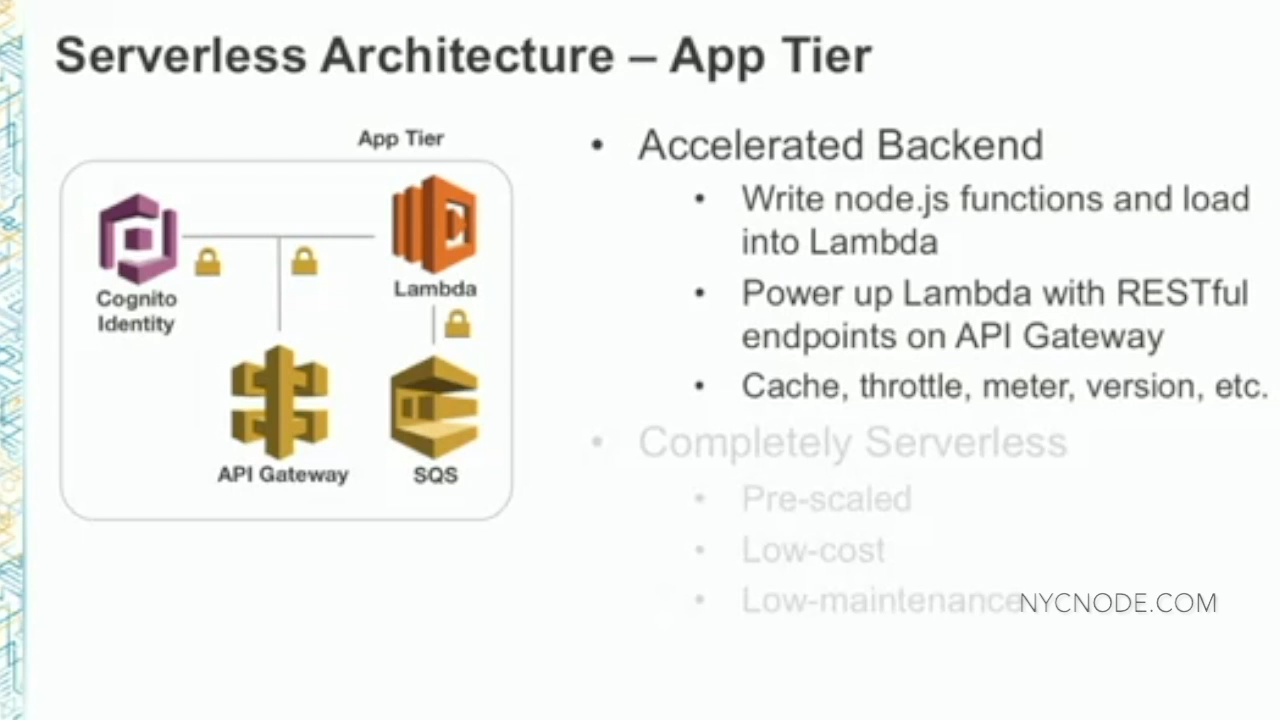 Serverless Architecture – App Tier
App Tier
Cognito
Identity
Lambda
API Gateway
SQS
• Accelerated Backend
• Write node.js functions and load
into Lambda
• Power up Lambda with RESTful
endpoints on API Gateway
• Cache, throttle, meter, version, etc.
• Completely Serverless
• Pre-scaled
• Low-cost
• Low-maintenance
NYCNODE.COM